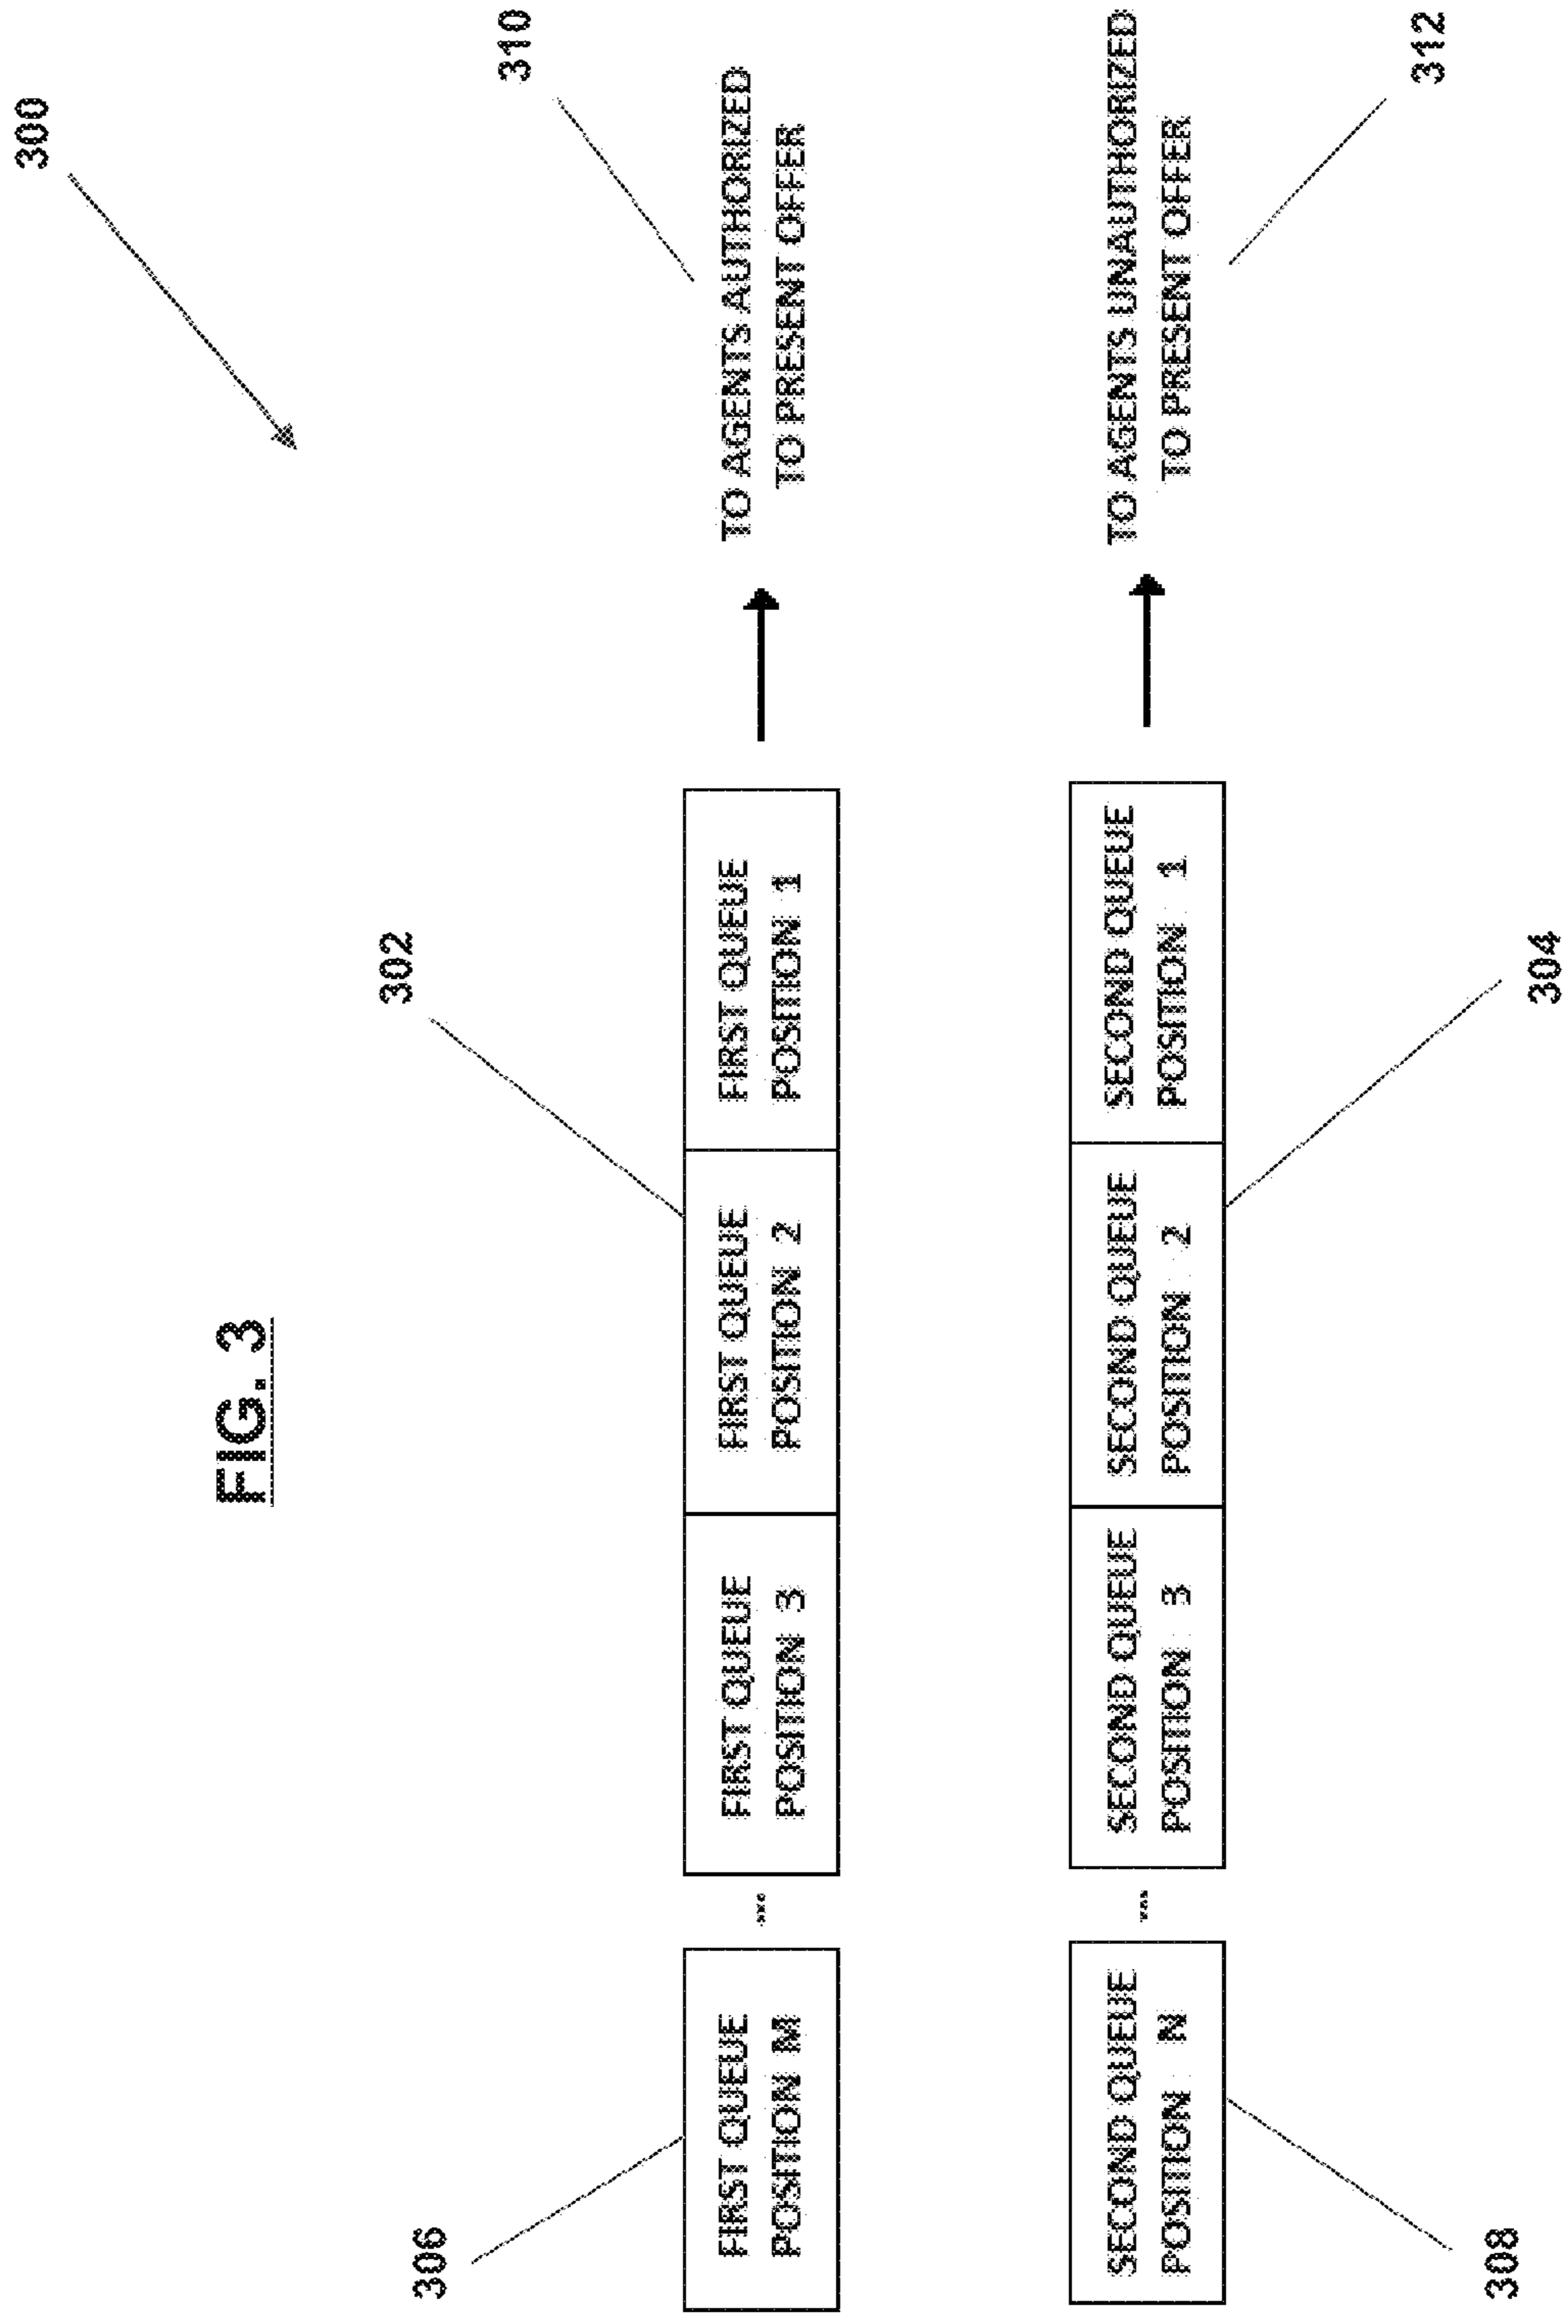 FIG. 3
300
302
310
306
FIRST QUEUE
POSITION M
...
FIRST QUEUE
POSITION 3
FIRST QUEUE
POSITION 2
FIRST QUEUE
POSITION 1
TO AGENTS AUTHORIZED
TO PRESENT OFFER
SECOND QUEUE
POSITION N
...
SECOND QUEUE
POSITION 3
SECOND QUEUE
POSITION 2
SECOND QUEUE
POSITION 1
TO AGENTS UNAUTHORIZED
TO PRESENT OFFER
308
304
312